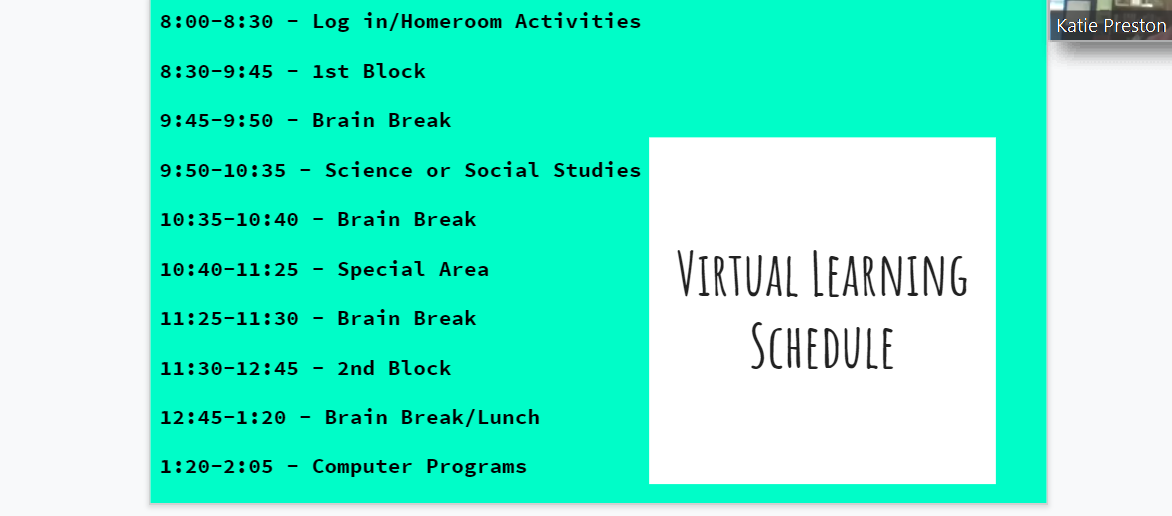 8:00-8:30 - Log in/Homeroom Activities
8:30-9:45 - 1st Block
9:45-9:50 - Brain Break
9:50-10:35 - Science or Social Studies
10:35-10:40 - Brain Break
10:40-11:25 - Special Area
11:25-11:30 - Brain Break
11:30-12:45 - 2nd Block
12:45-1:20 - Brain Break/Lunch
1:20-2:05 - Computer Programs
Virtual Learning
Schedule
Katie Preston